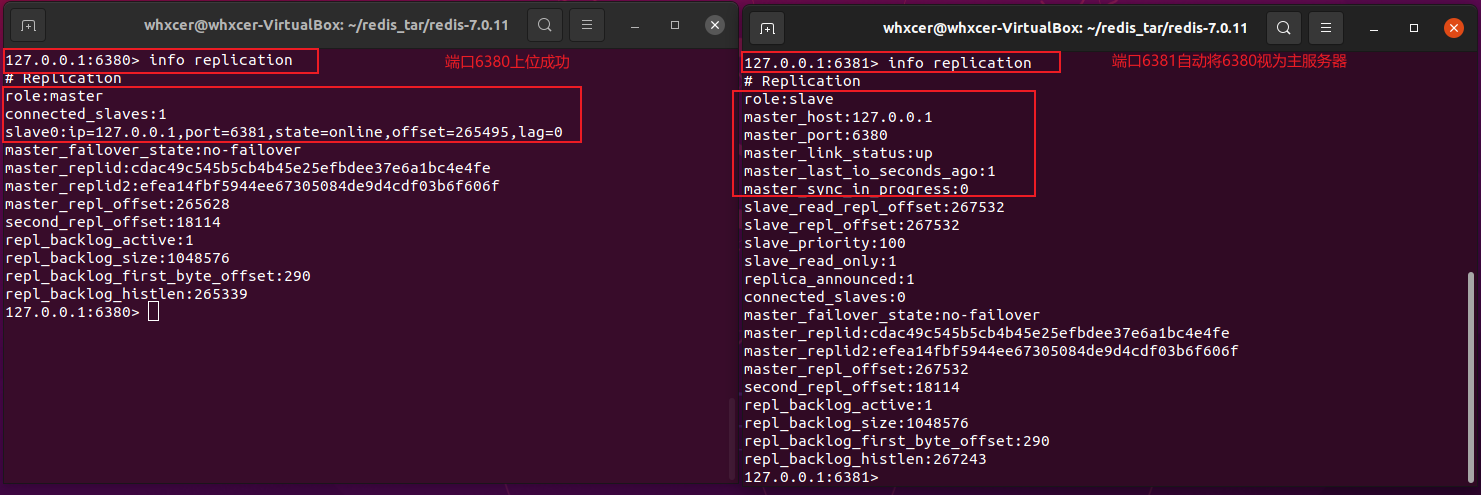 whxcer@whxcer-VirtualBox: ~/redis_tar/redis-7.0.11
127.0.0.1:6380> info replication
端口6380上位成功
# Replication
role:master
connected_slaves:1
slave0:ip=127.0.0.1,port=6381,state=online,offset=265495,lag=0
master_failover_state:no-failover
master_replid:cdac49c545b5cb4b45e25efbdee37e6a1bc4e4fe
master_replid2:efea14fbf5944ee67305084de9d4cdf03b6f606f
master_repl_offset:265628
second_repl_offset:18114
repl_backlog_active:1
repl_backlog_size:1048576
repl_backlog_first_byte_offset:290
repl_backlog_histlen:265339
127.0.0.1:6380>
whxcer@whxcer-VirtualBox: ~/redis_tar/redis-7.0.11
127.0.0.1:6381> info replication
端口6381自动将6380视为主服务器
# Replication
role:slave
master_host:127.0.0.1
master_port:6380
master_link_status:up
master_last_io_seconds_ago:1
master_sync_in_progress:0
slave_read_repl_offset:267532
slave_repl_offset:267532
slave_priority:100
slave_read_only:1
replica_announced:1
connected_slaves:0
master_failover_state:no-failover
master_replid:cdac49c545b5cb4b45e25efbdee37e6a1bc4e4fe
master_replid2:efea14fbf5944ee67305084de9d4cdf03b6f606f
master_repl_offset:267532
second_repl_offset:18114
repl_backlog_active:1
repl_backlog_size:1048576
repl_backlog_first_byte_offset:290
repl_backlog_histlen:267243
127.0.0.1:6381>